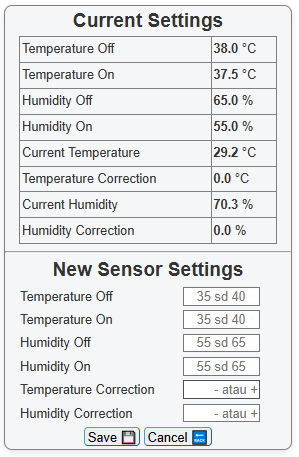 Current Settings
Temperature Off 38.0 °C
Temperature On 37.5 °C
Humidity Off 65.0 %
Humidity On 55.0 %
Current Temperature 29.2 °C
Temperature Correction 0.0 °C
Current Humidity 70.3 %
Humidity Correction 0.0 %
New Sensor Settings
Temperature Off 35 sd 40
Temperature On 35 sd 40
Humidity Off 55 sd 65
Humidity On 55 sd 65
Temperature Correction - atau +
Humidity Correction - atau +
Save Cancel BACK